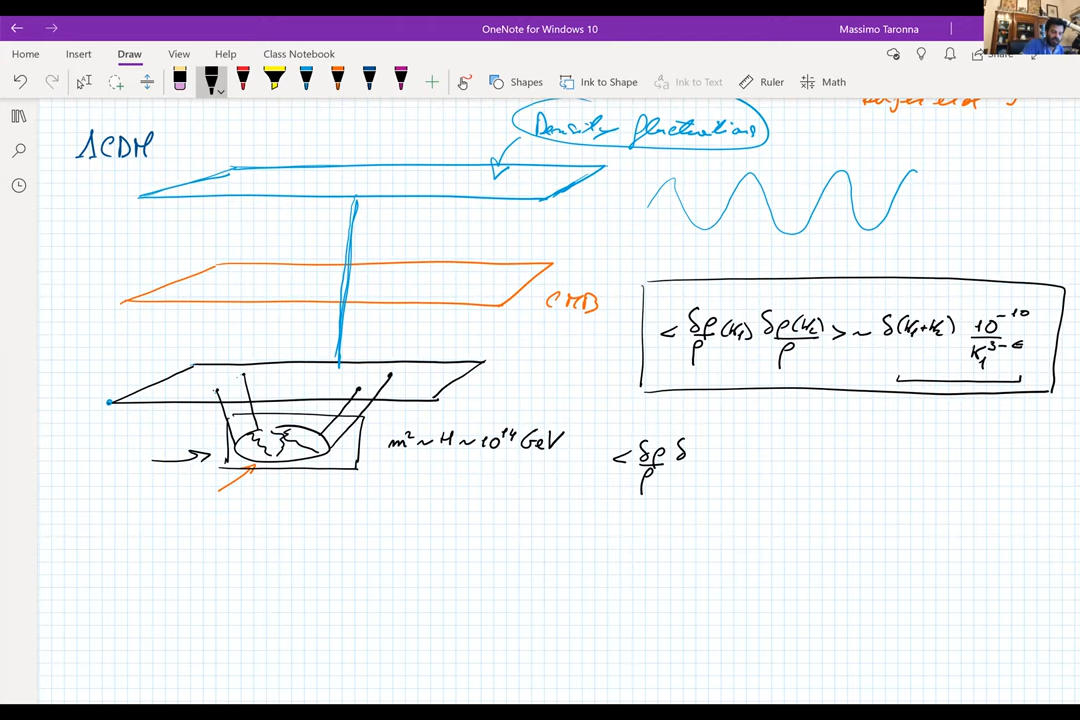 OneNote for Windows 10
Massimo Taronna
Home Insert Draw View Help Class Notebook
Share
Shapes Ink to Shape Ink to Text Ruler Math
Density fluctuations
ΛCDM
CMB
< δρ/ρ (K₁) δρ(K₂)/ρ > ~ δ(K₁+K₂) 10⁻¹⁰/K₁³⁻ᵋ
m² ~ H ~ 10¹⁴ GeV
< δρ/ρ δ